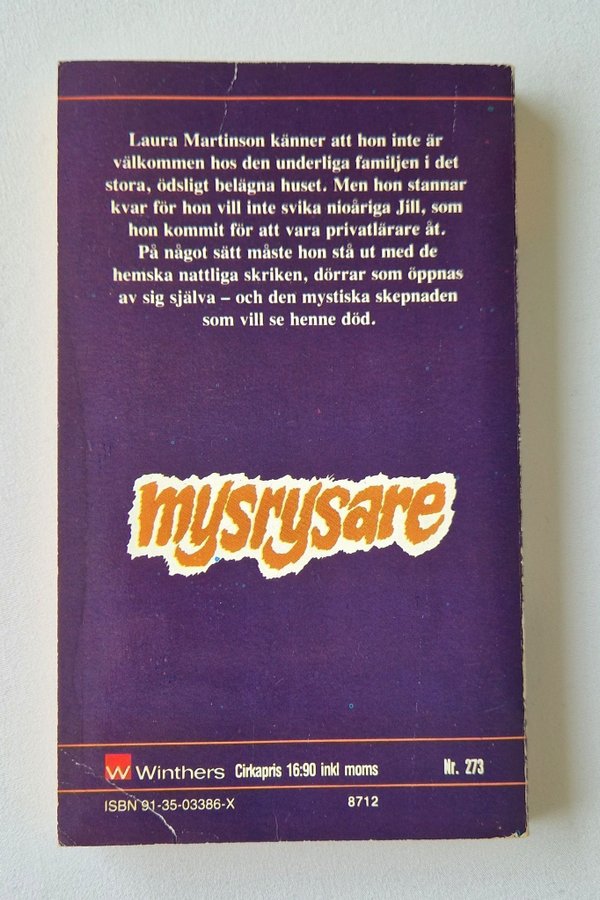 Laura Martinson känner att hon inte är
välkommen hos den underliga familjen i det
stora, ödsligt belägna huset. Men hon stannar
kvar för hon vill inte svika nioåriga Jill, som
hon kommit för att vara privatlärare åt.
På något sätt måste hon stå ut med de
hemska nattliga skriken, dörrar som öppnas
av sig själva – och den mystiska skepnaden
som vill se henne död.
mysrysare
W Winthers Cirkapris 16:90 inkl moms Nr. 273
ISBN 91-35-03386-X 8712